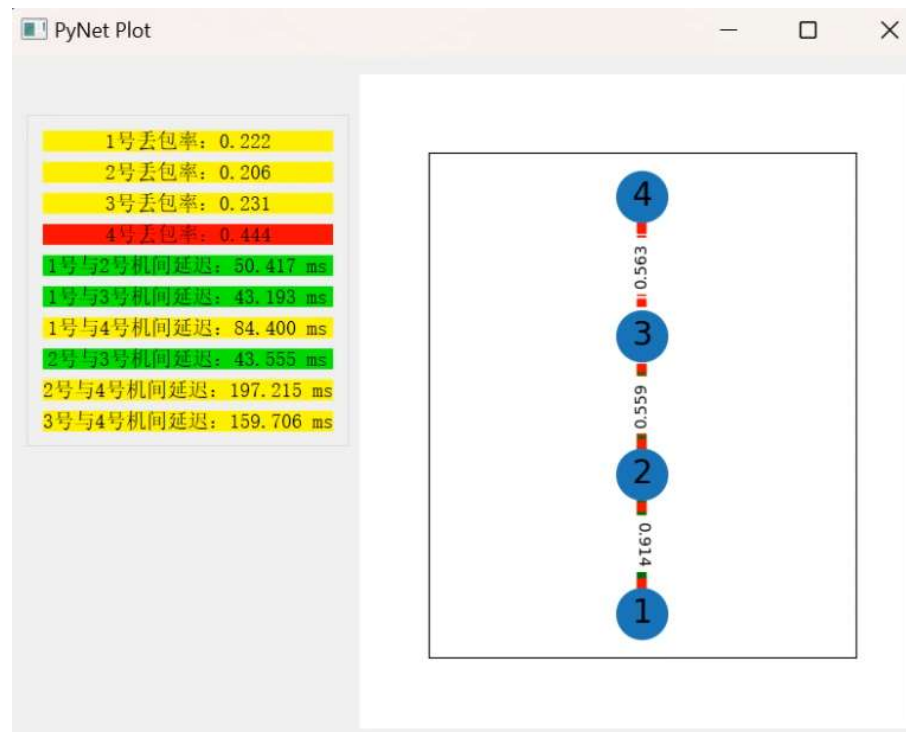 PyNet Plot
1号丢包率: 0.222
2号丢包率: 0.206
3号丢包率: 0.231
4号丢包率: 0.444
1号与2号机间延迟: 50.417 ms
1号与3号机间延迟: 43.193 ms
1号与4号机间延迟: 84.400 ms
2号与3号机间延迟: 43.555 ms
2号与4号机间延迟: 197.215 ms
3号与4号机间延迟: 159.706 ms
4
0.593
3
0.559
2
0.914
1